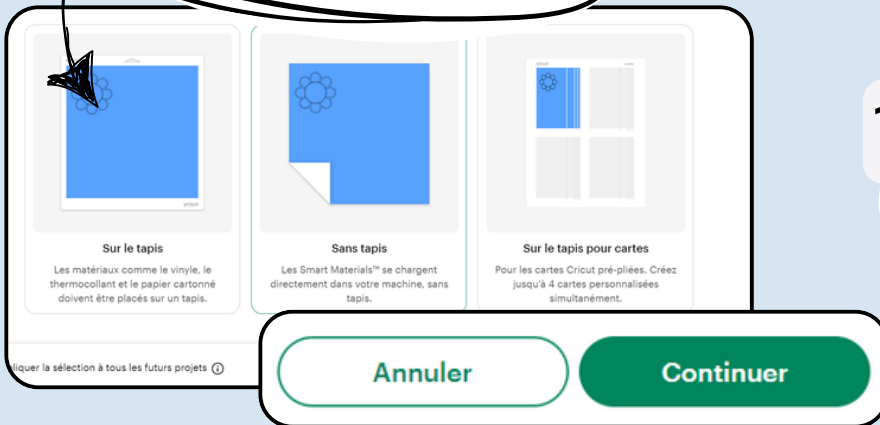 Sur le tapis
Les matériaux comme le vinyle, le
thermocollant et le papier cartonné
doivent être placés sur un tapis.
Sans tapis
Les Smart Materials™ se chargent
directement dans votre machine, sans
tapis.
Sur le tapis pour cartes
Pour les cartes Cricut pré-pliées. Créez
jusqu'à 4 cartes personnalisées
simultanément.
liquer la sélection à tous les futurs projets
Annuler
Continuer